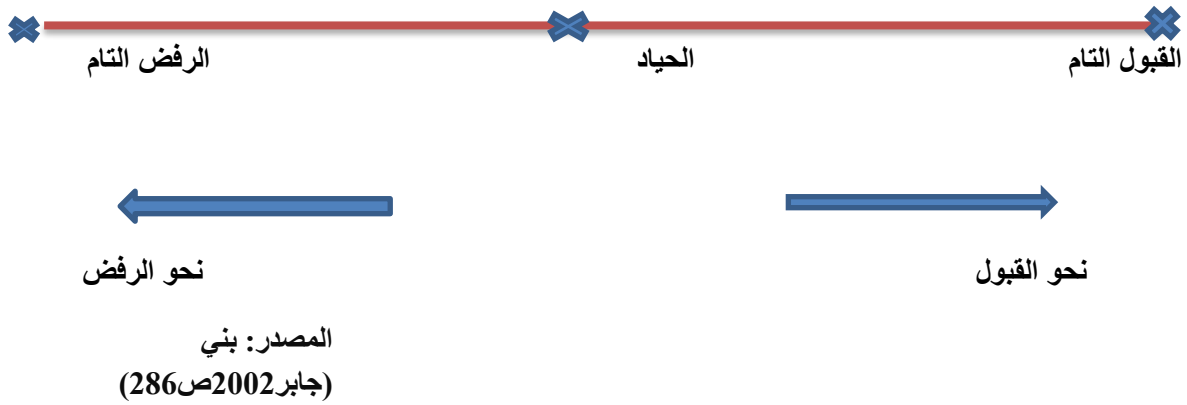 القبول التام
الحياد
الرفض التام
نحو القبول
نحو الرفض
المصدر: بني
(جابر2002ص286)